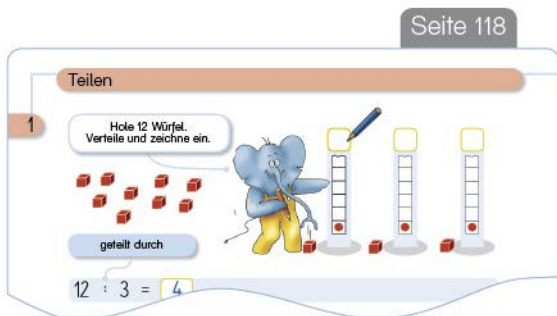 Seite 118
Teilen
1
Hole 12 Würfel.
Verteile und zeichne ein.
geteilt durch
12 : 3 = 4